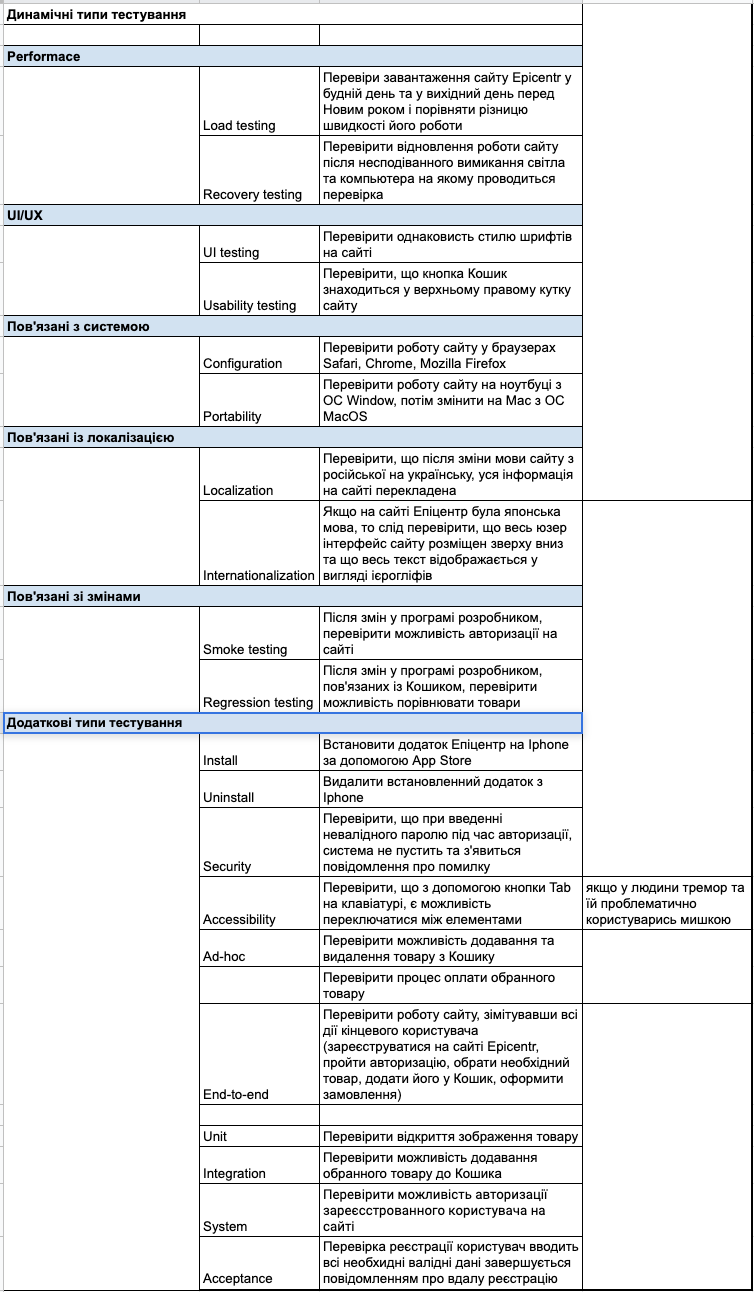 Динамічні типи тестування
Performace
Load testing
Перевіри завантаження сайту Epicentr у
будній день та у вихідний день перед
Новим роком і порівняти різницю
швидкості його роботи
Recovery testing
Перевірити відновлення роботи сайту
після несподіванного вимикання світла
та компьютера на якому проводиться
перевірка
UI/UX
UI testing
Перевірити однаковисть стилю шрифтів
на сайті
Usability testing
Перевірити, що кнопка Кошик
знаходиться у верхньому правому кутку
сайту
Пов'язані з системою
Configuration
Перевірити роботу сайту у браузерах
Safari, Chrome, Mozilla Firefox
Portability
Перевірити роботу сайту на ноутбуці з
ОС Window, потім змінити на Mac з ОС
MacOS
Пов'язані із локалізацією
Localization
Перевірити, що після зміни мови сайту з
російської на українську, уся інформація
на сайті перекладена
Internationalization
Якщо на сайті Епіцентр була японська
мова, то слід перевірити, що весь юзер
інтерфейс сайту розміщен зверху вниз
та що весь текст відображається у
вигляді ієрогліфів
Пов'язані зі змінами
Smoke testing
Після змін у програмі розробником,
перевірити можливість авторизації на
сайті
Regression testing
Після змін у програмі розробником,
пов'язаних із Кошиком, перевірити
можливість порівнювати товари
Додаткові типи тестування
Install
Встановити додаток Епіцентр на Iphone
за допомогою App Store
Uninstall
Видалити встановленний додаток з
Iphone
Security
Перевірити, що при введенні
невалідного паролю під час авторизації,
система не пустить та з'явиться
повідомлення про помилку
Accessibility
Перевірити, що з допомогою кнопки Tab
на клавіатурі, є можливість
переключатися між елементами
якщо у людини тремор та
їй проблематично
користуварись мишкою
Ad-hoc
Перевірити можливість додавання та
видалення товару з Кошику
Перевірити процес оплати обранного
товару
End-to-end
Перевірити роботу сайту, зімітувавши всі
дії кінцевого користувача
(зареєструватися на сайті Epicentr,
пройти авторизацію, обрати необхідний
товар, додати його у Кошик, оформити
замовлення)
Unit
Перевірити відкриття зображення товару
Integration
Перевірити можливість додавання
обранного товару до Кошика
System
Перевірити можливість авторизації
зареєсстрованного користувача на
сайті
Acceptance
Перевірка реєстрації користувач вводить
всі необхидні валідні дані завершується
повідомленням про вдалу реєстрацію